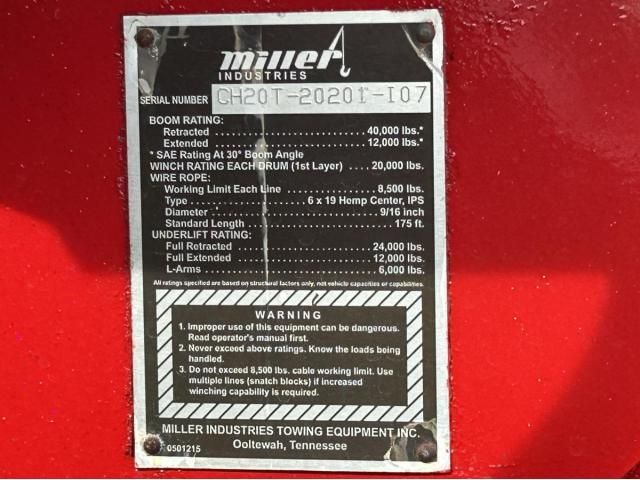 miller
INDUSTRIES
SERIAL NUMBER CH20T-20201-I07
BOOM RATING:
Retracted .......................... 40,000 lbs.*
Extended .......................... 12,000 lbs.*
* SAE Rating At 30° Boom Angle
WINCH RATING EACH DRUM (1st Layer) .... 20,000 lbs.
WIRE ROPE:
Working Limit Each Line .................. 8,500 lbs.
Type ................... 6 x 19 Hemp Center, IPS
Diameter ............................... 9/16 inch
Standard Length .......................... 175 ft.
UNDERLIFT RATING:
Full Retracted ...................... 24,000 lbs.
Full Extended ...................... 12,000 lbs.
L-Arms .............................. 6,000 lbs.
All ratings specified are based on structural factors only, not vehicle capacities or capabilities.
WARNING
1. Improper use of this equipment can be dangerous.
Read operator's manual first.
2. Never exceed above ratings. Know the loads being
handled.
3. Do not exceed 8,500 lbs. cable working limit. Use
multiple lines (snatch blocks) if increased
winching capability is required.
MILLER INDUSTRIES TOWING EQUIPMENT INC.
Ooltewah, Tennessee
0501215